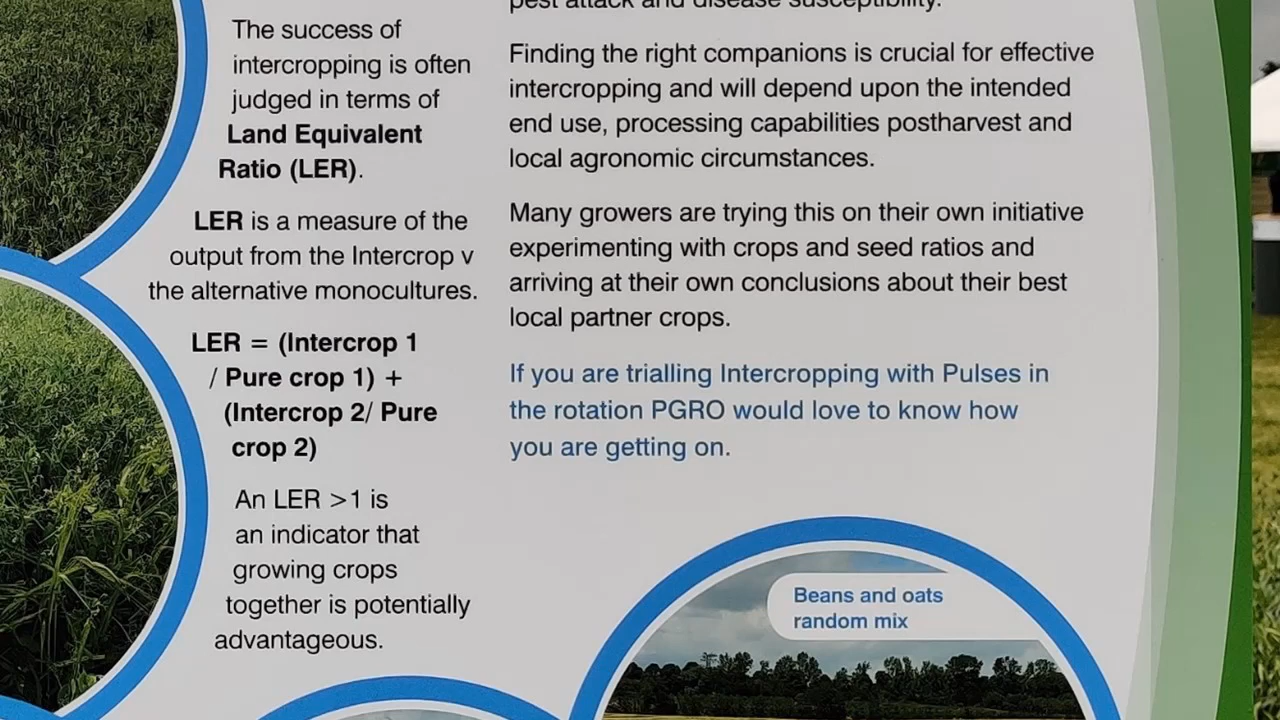 The success of
intercropping is often
judged in terms of
Land Equivalent
Ratio (LER).
LER is a measure of the
output from the Intercrop v
the alternative monocultures.
LER = (Intercrop 1
/ Pure crop 1) +
(Intercrop 2/ Pure
crop 2)
An LER >1 is
an indicator that
growing crops
together is potentially
advantageous.
pest attack and disease susceptibility.
Finding the right companions is crucial for effective
intercropping and will depend upon the intended
end use, processing capabilities postharvest and
local agronomic circumstances.
Many growers are trying this on their own initiative
experimenting with crops and seed ratios and
arriving at their own conclusions about their best
local partner crops.
If you are trialling Intercropping with Pulses in
the rotation PGRO would love to know how
you are getting on.
Beans and oats
random mix